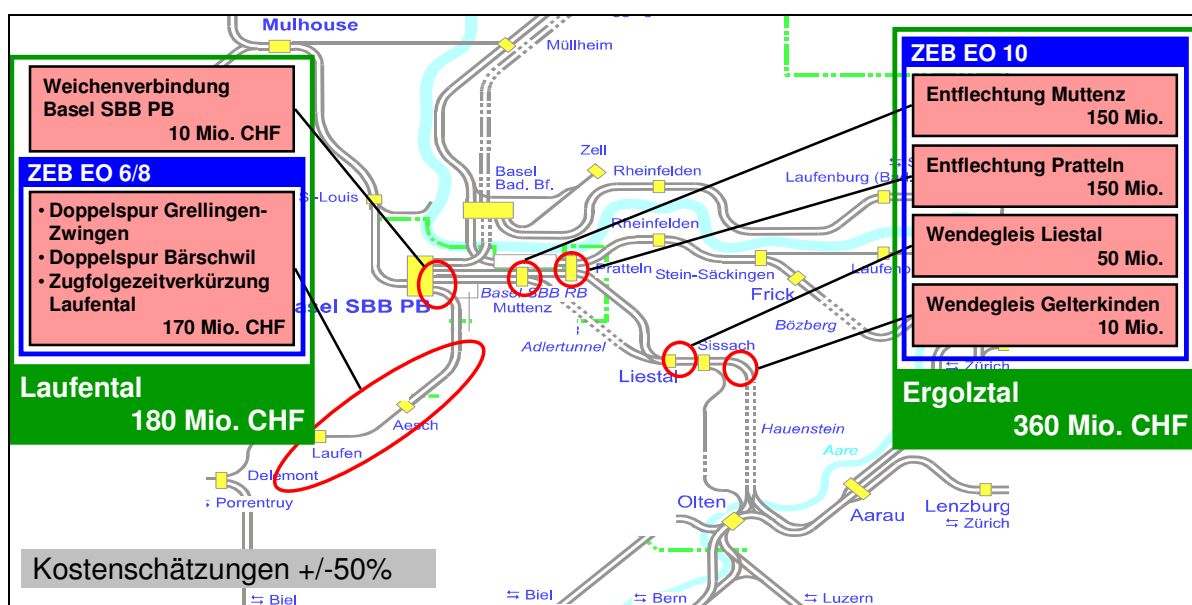 Mulhouse
Müllheim
Weichenverbindung
Basel SBB PB
10 Mio. CHF
ZEB EO 6/8
• Doppelspur Grellingen-
Zwingen
• Doppelspur Bärschwil
• Zugfolgezeitverkürzung
Laufental
170 Mio. CHF
Laufental
180 Mio. CHF
ZEB EO 10
Entflechtung Muttenz
150 Mio.
Entflechtung Pratteln
150 Mio.
Wendegleis Liestal
50 Mio.
Wendegleis Gelterkinden
10 Mio.
Ergolztal
360 Mio. CHF
Zell
Basel
Bad. Bf.
Rheinfelden
Laufenburg (Bad
-Louis
Rheinfelden
Pratteln
Stein-Säckingen
Frick
Bözberg
asel SBB PB
Basel SBB RB
Muttenz
Adlertunnel
Sissach
Liestal
Zürich
Aesch
Laufen
Delemont
Porrentruy
Hauenstein
Aare
Olten
Aarau
Lenzburg
⇆ Zürich
Kostenschätzungen +/-50%
⇆ Biel
⇆ Biel
⇆ Bern
⇆ Luzern